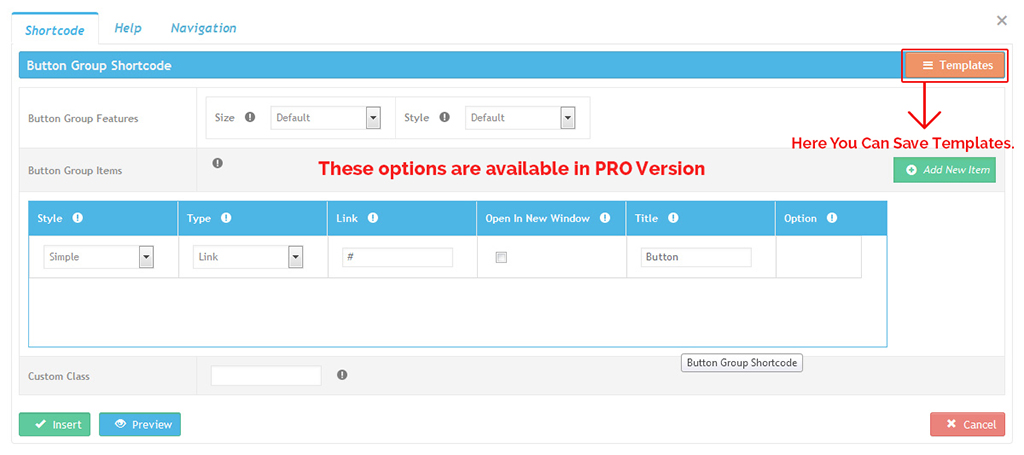 Shortcode Help Navigation
Button Group Shortcode Templates
Button Group Features Size Default Style Default
Here You Can Save Templates.
Button Group Items These options are available in PRO Version Add New Item
Style Type Link Open In New Window Title Option
Simple Link # Button
Button Group Shortcode
Custom Class
Insert Preview Cancel